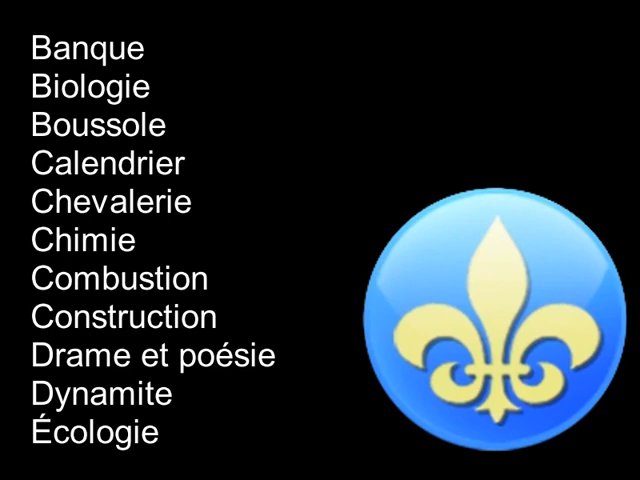 Banque
Biologie
Boussole
Calendrier
Chevalerie
Chimie
Combustion
Construction
Drame et poésie
Dynamite
Écologie